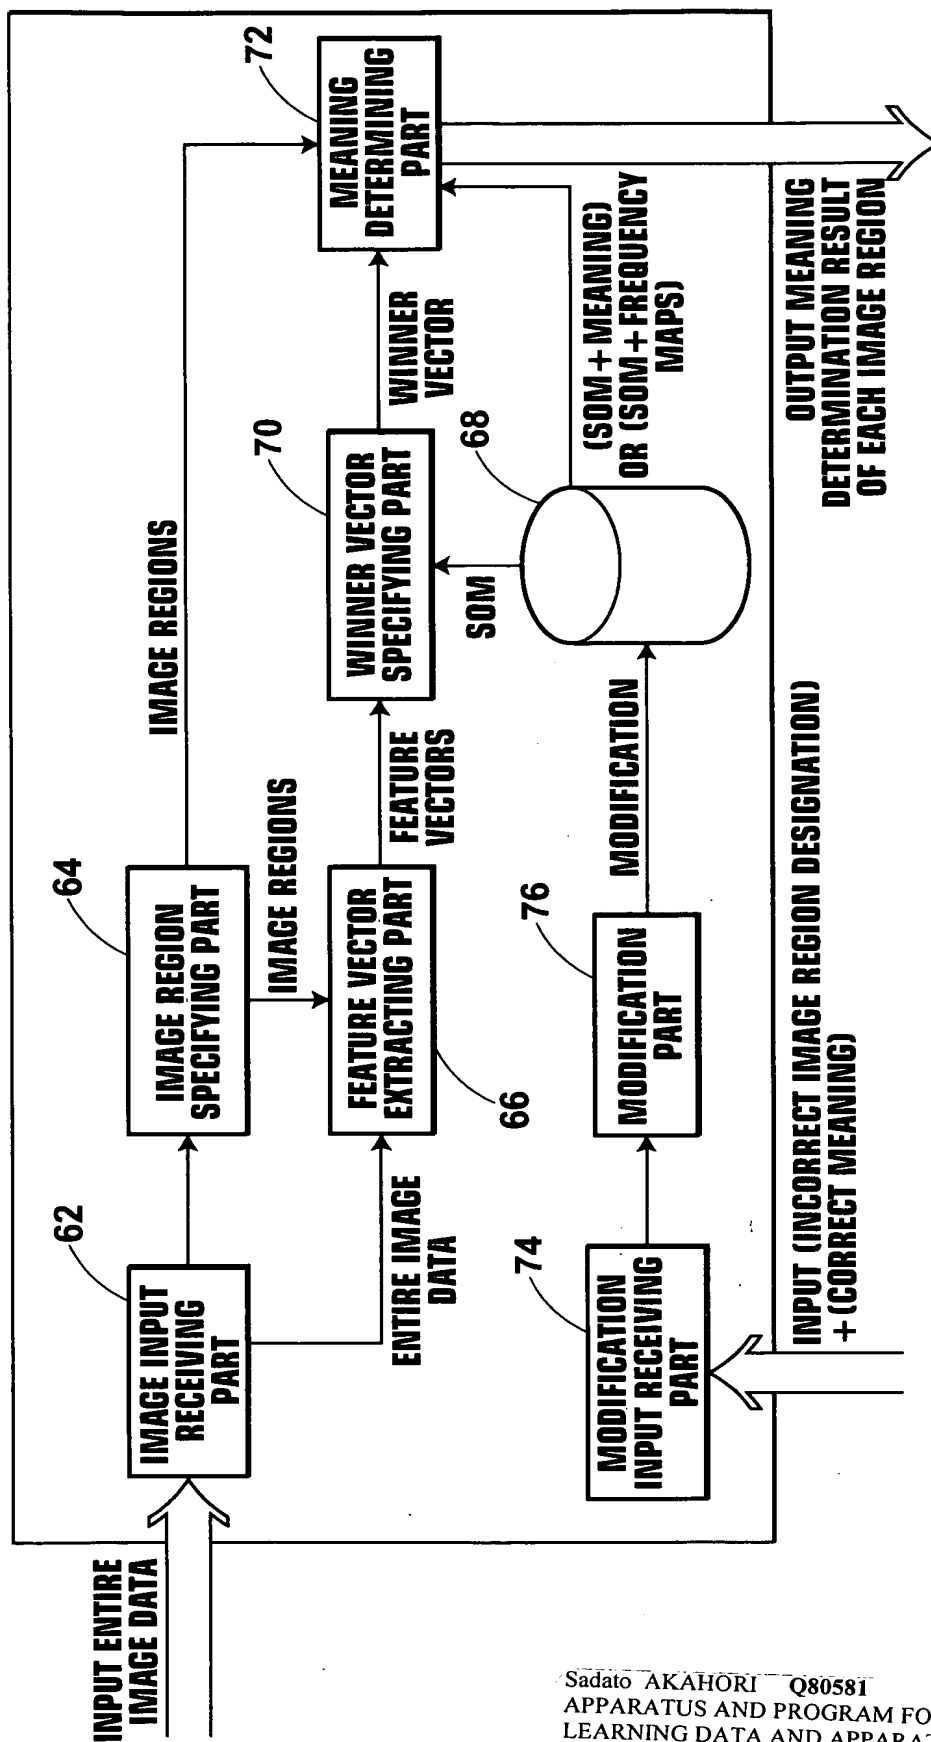 INPUT ENTIRE
IMAGE DATA
62
IMAGE INPUT
RECEIVING
PART
64
IMAGE REGION
SPECIFYING PART
IMAGE REGIONS
72
MEANING
DETERMINING
PART
IMAGE REGIONS
ENTIRE IMAGE
DATA
FEATURE VECTOR
EXTRACTING PART
66
FEATURE
VECTORS
70
WINNER VECTOR
SPECIFYING PART
WINNER
VECTOR
SOM
68
(SOM+MEANING)
OR (SOM+FREQUENCY
MAPS)
74
MODIFICATION
INPUT RECEIVING
PART
76
MODIFICATION
PART
MODIFICATION
INPUT (INCORRECT IMAGE REGION DESIGNATION)
+(CORRECT MEANING)
OUTPUT MEANING
DETERMINATION RESULT
OF EACH IMAGE REGION
Sadato AKAHORI Q80581
APPARATUS AND PROGRAM FO
LEARNING DATA AND APPARAT